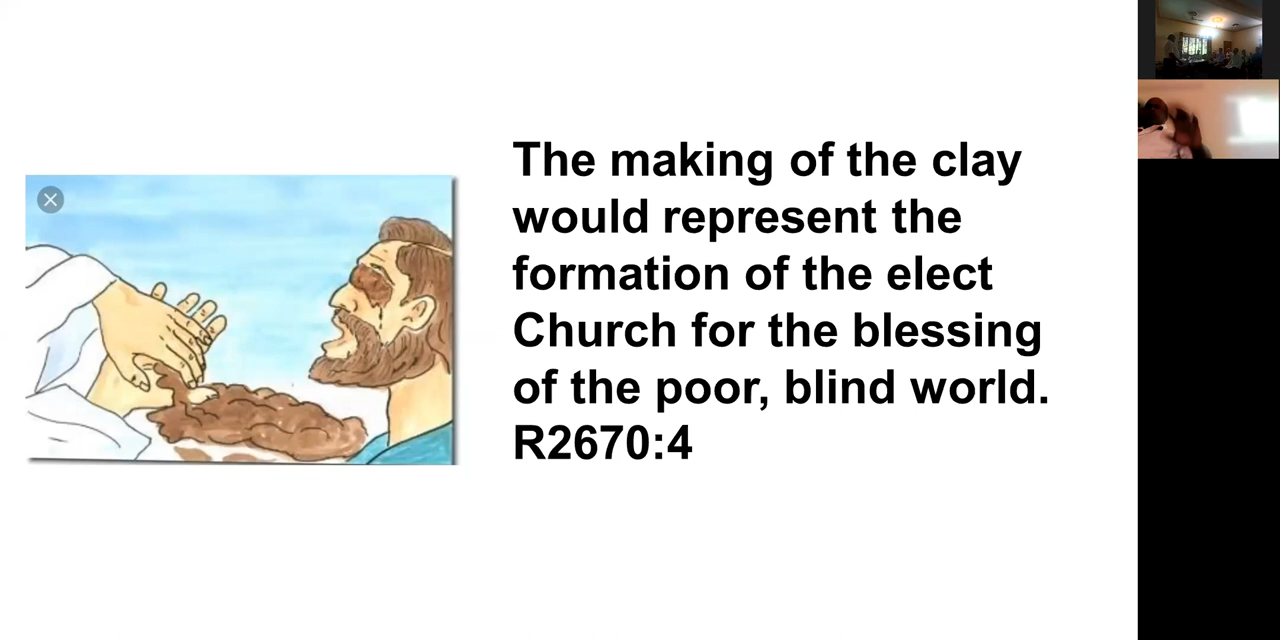 The making of the clay
would represent the
formation of the elect
Church for the blessing
of the poor, blind world.
R2670:4